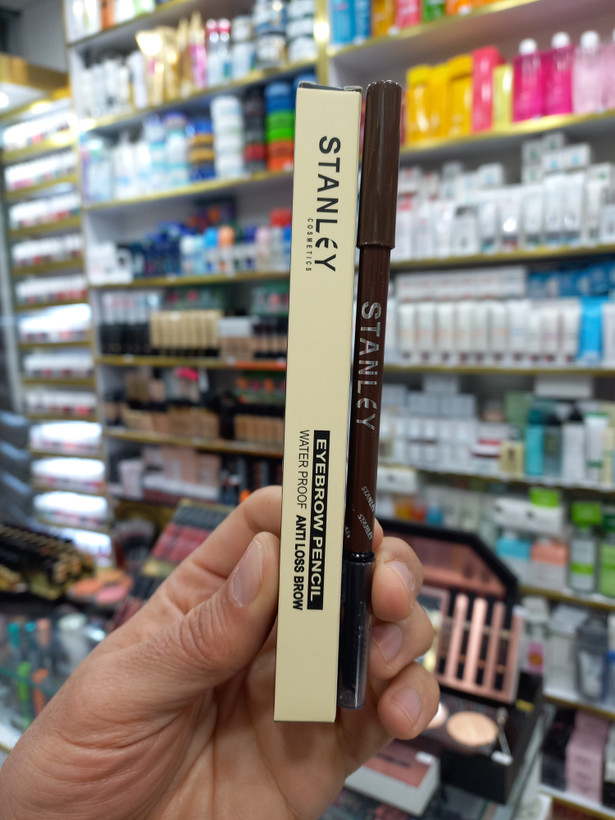 STANLEY
COSMETICS
EYEBROW PENCIL
WATER PROOF ANTI LOSS BROW
STANLEY